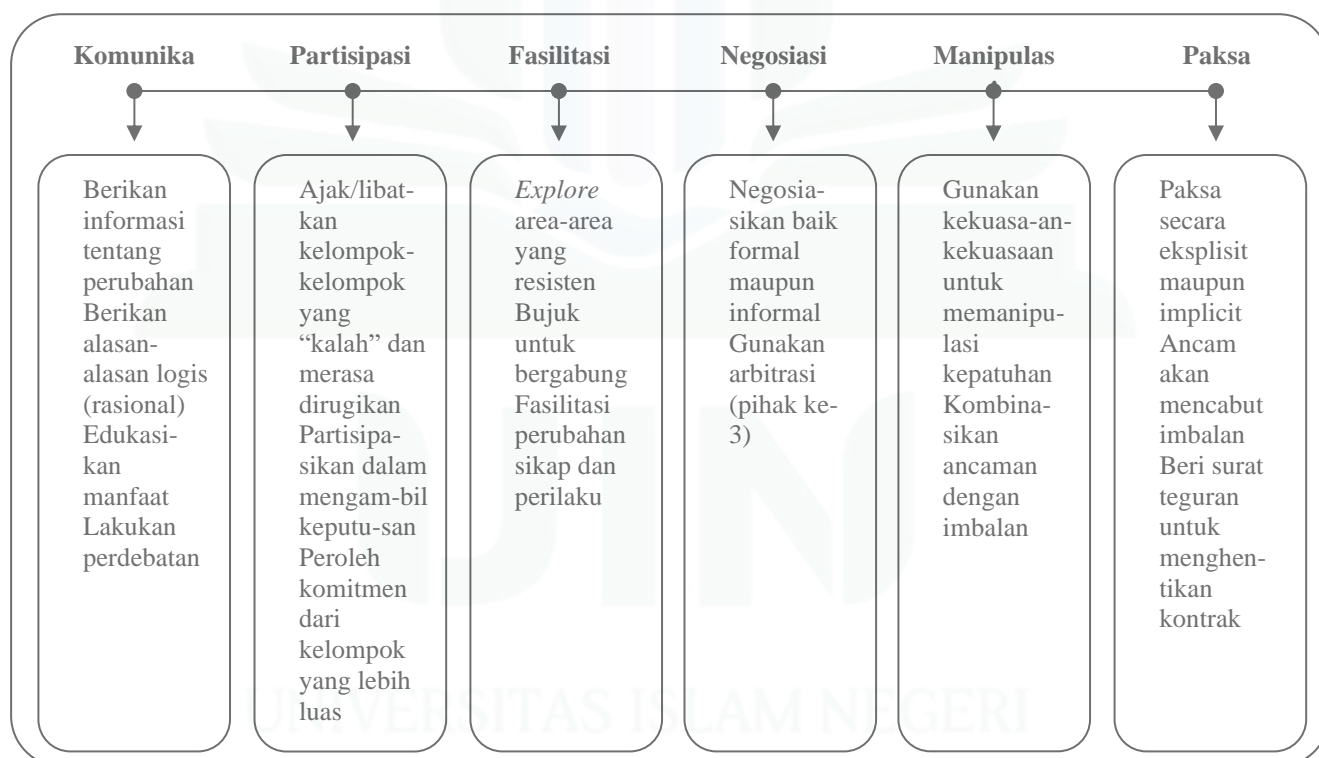 Komunika
Partisipasi
Fasilitasi
Negosiasi
Manipulas
Paksa
Berikan
informasi
tentang
perubahan
Berikan
alasan-
alasan logis
(rasional)
Edukasi-
kan
manfaat
Lakukan
perdebatan
Ajak/libat-
kan
kelompok-
kelompok
yang
“kalah” dan
merasa
dirugikan
Partisipa-
sikan dalam
mengam-bil
keputu-san
Peroleh
komitmen
dari
kelompok
yang lebih
luas
Explore
area-area
yang
resisten
Bujuk
untuk
bergabung
Fasilitasi
perubahan
sikap dan
perilaku
Negosia-
sikan baik
formal
maupun
informal
Gunakan
arbitrasi
(pihak ke-
3)
Gunakan
kekuasa-an-
kekuasaan
untuk
memanipu-
lasi
kepatuhan
Kombina-
sikan
ancaman
dengan
imbalan
Paksa
secara
eksplisit
maupun
implicit
Ancam
akan
mencabut
imbalan
Beri surat
teguran
untuk
menghen-
tikan
kontrak
UIN
UNIVERSITAS ISLAM NEGERI